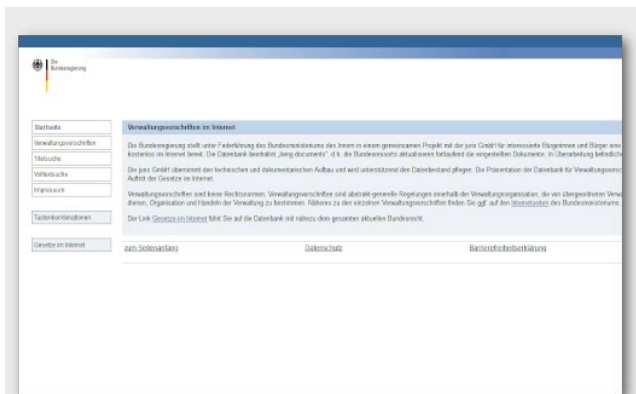 Die
Bundesregierung
Startseite
Verwaltungsvorschriften
Titelsuche
Volltextsuche
Impressum
Tastenkombinationen
Gesetze im Internet
Verwaltungsvorschriften im Internet
Die Bundesregierung stellt unter Federführung des Bundesministeriums des Innern in einem gemeinsamen Projekt mit der juris GmbH für interessierte Bürgerinnen und Bürger eine
kostenlos im Internet bereit. Die Datenbank beinhaltet „living documents“, d.h. die Bundesressorts aktualisieren fortlaufend die eingestellten Dokumente. In Überarbeitung befindliche
Die juris GmbH übernimmt den technischen und dokumentarischen Aufbau und wird unterstützend den Datenbestand pflegen. Die Präsentation der Datenbank für Verwaltungsvorsc
Auftritt der Gesetze im Internet.
Verwaltungsvorschriften sind keine Rechtsnormen. Verwaltungsvorschriften sind abstrakt-generelle Regelungen innerhalb der Verwaltungsorganisation, die von übergeordneten Verwa
dienen, Organisation und Handeln der Verwaltung zu bestimmen. Näheres zu den einzelnen Verwaltungsvorschriften finden Sie ggf. auf den Internetseiten des Bundesministeriums,
Der Link Gesetze im Internet führt Sie auf die Datenbank mit nahezu dem gesamten aktuellen Bundesrecht.
zum Seitenanfang
Datenschutz
Barrierefreiheitserklärung